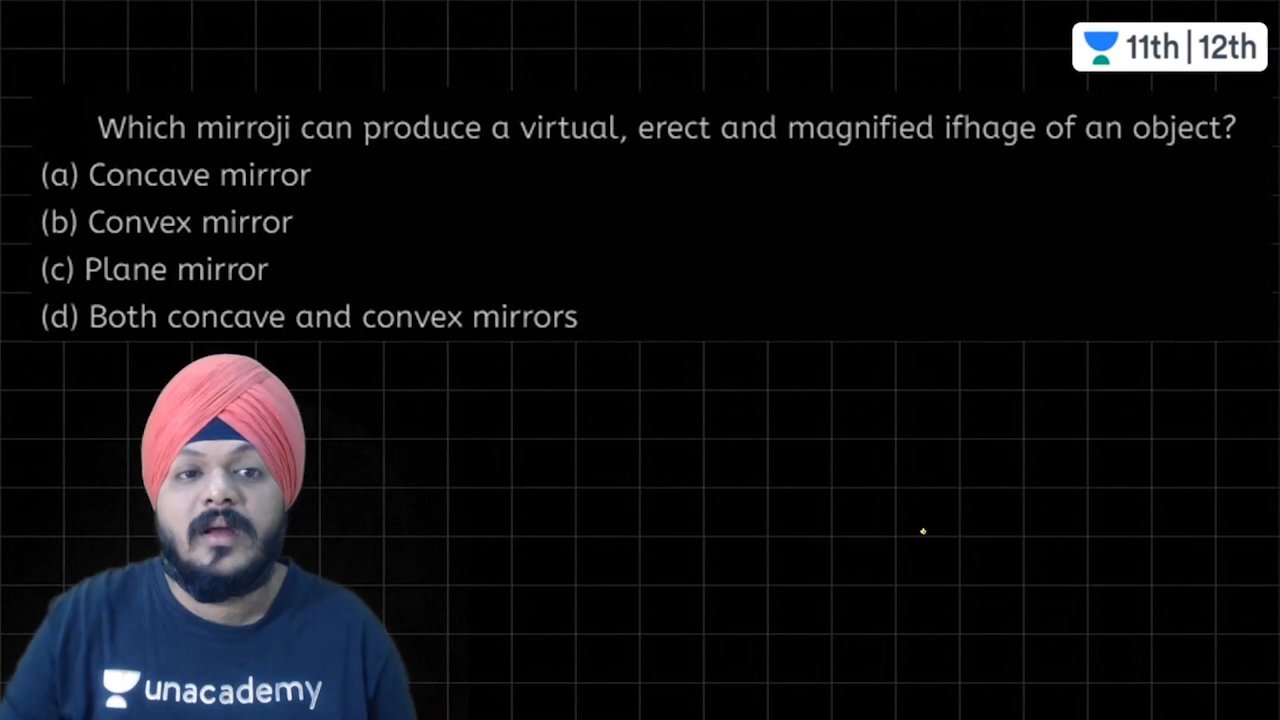 11th | 12th
Which mirroji can produce a virtual, erect and magnified ifhage of an object?
(a) Concave mirror
(b) Convex mirror
(c) Plane mirror
(d) Both concave and convex mirrors
unacademy